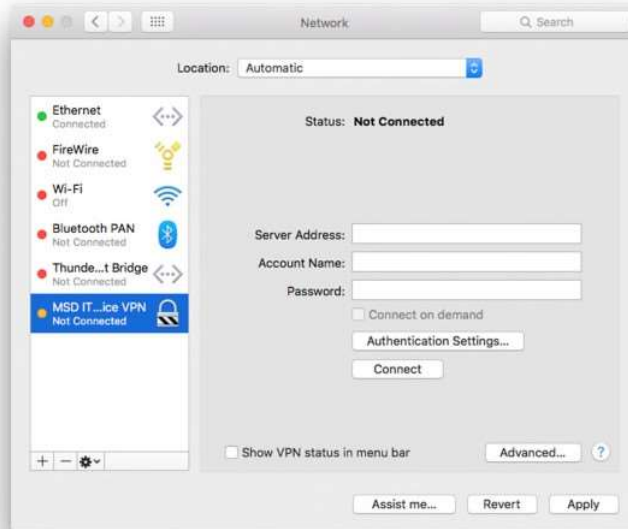 Network
Search
Location: Automatic
Ethernet
Connected
FireWire
Not Connected
Wi-Fi
Off
Bluetooth PAN
Not Connected
Thunde...t Bridge
Not Connected
MSD IT...ice VPN
Not Connected
Status: Not Connected
Server Address:
Account Name:
Password:
Connect on demand
Authentication Settings...
Connect
Show VPN status in menu bar
Advanced...
?
Assist me...
Revert
Apply